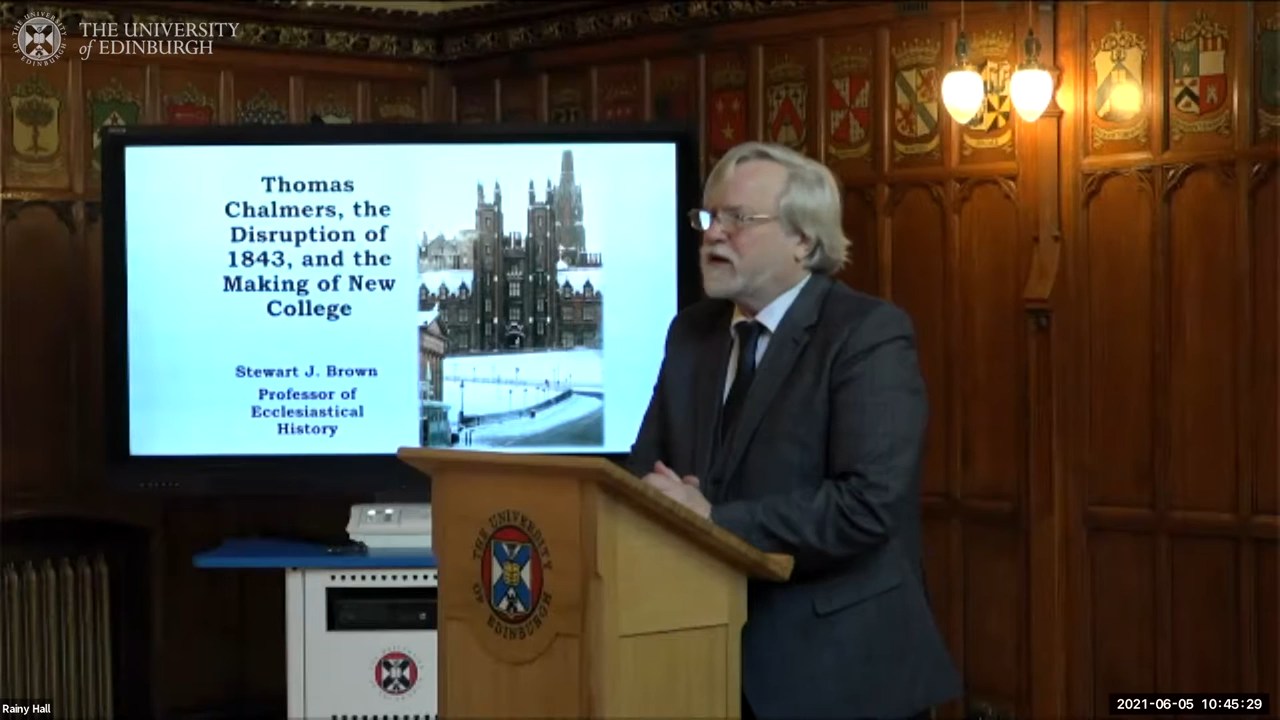 THE UNIVERSITY
of EDINBURGH
Thomas
Chalmers, the
Disruption of
1843, and the
Making of New
College
Stewart J. Brown
Professor of
Ecclesiastical
History
THE UNIVERSITY
OF EDINBURGH
Rainy Hall
2021-06-05 10:45:29